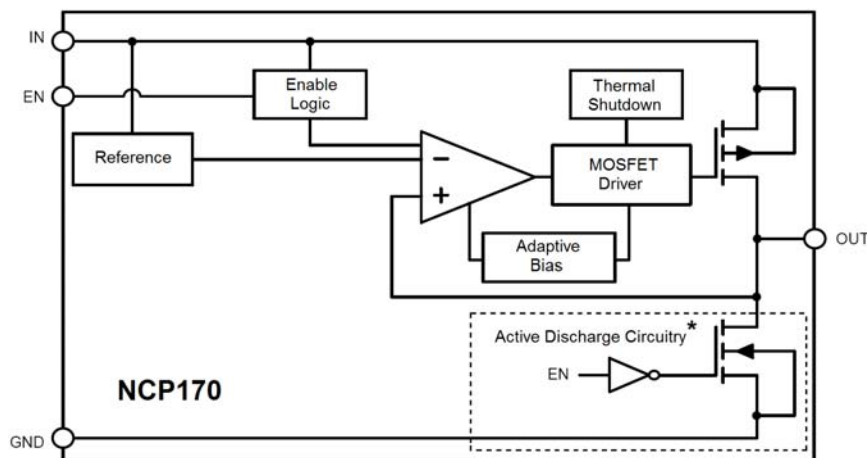 IN
EN
Enable
Logic
Thermal
Shutdown
Reference
−
+
MOSFET
Driver
Adaptive
Bias
OUT
Active Discharge Circuitry*
EN
NCP170
GND